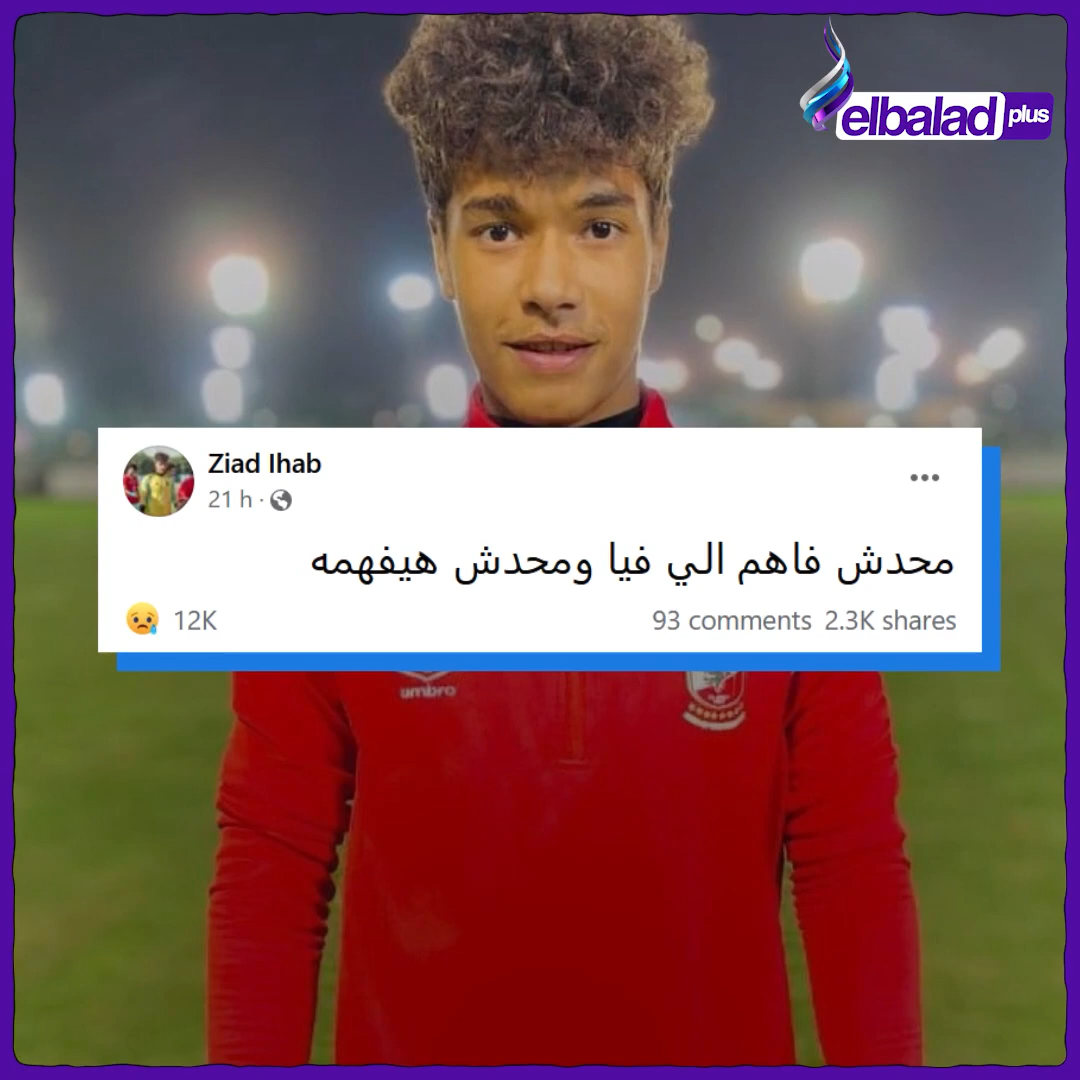 elbalad plus
Ziad Ihab
21 h ·
محدش فاهم الي فيا ومحدش هيفهمه
12K
93 comments 2.3K shares
umbro